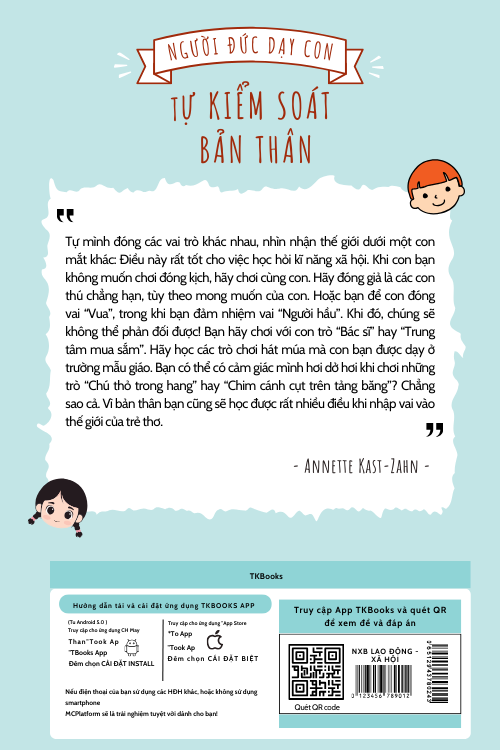 NGƯỜI ĐỨC DẠY CON
TỰ KIỂM SOÁT
BẢN THÂN
"
Tự mình đóng các vai trò khác nhau, nhìn nhận thế giới dưới một con
mắt khác: Điều này rất tốt cho việc học hỏi kĩ năng xã hội. Khi con bạn
không muốn chơi đóng kịch, hãy chơi cùng con. Hãy đóng giả là các con
thú chẳng hạn, tùy theo mong muốn của con. Hoặc bạn để con đóng
vai “Vua”, trong khi bạn đảm nhiệm vai “Người hầu”. Khi đó, chúng sẽ
không thể phản đối được! Bạn hãy chơi với con trò “Bác sĩ” hay “Trung
tâm mua sắm”. Hãy học các trò chơi hát múa mà con bạn được dạy ở
trường mẫu giáo. Bạn có thể có cảm giác mình hơi dở hơi khi chơi những
trò “Chú thỏ trong hang” hay “Chim cánh cụt trên tảng băng”? Chẳng
sao cả. Vì bản thân bạn cũng sẽ học được rất nhiều điều khi nhập vai vào
thế giới của trẻ thơ.
"
- Annette Kast-Zahn -
TKBooks
Hướng dẫn tải và cài đặt ứng dụng TKBOOKS APP
(Từ Android 5.0 )
Truy cập cho ứng dụng CH May
Than"Took Ap
"TBooks App
Đêm chọn CÀI ĐẶT INSTALL
Truy cập cho ứng dụng "App Store
"To App
"Took Ap
Đêm chọn CÀI ĐẶT BIỆT
Nếu điện thoại của bạn sử dụng các HĐH khác, hoặc không sử dụng
smartphone
MCPlatform sẽ là trải nghiệm tuyệt vời dành cho bạn!
Truy cập App TKBooks và quét QR
để xem đề và đáp án
NXB LAO ĐỘNG -
XÃ HỘI
0 123456 789012
Quét QR code